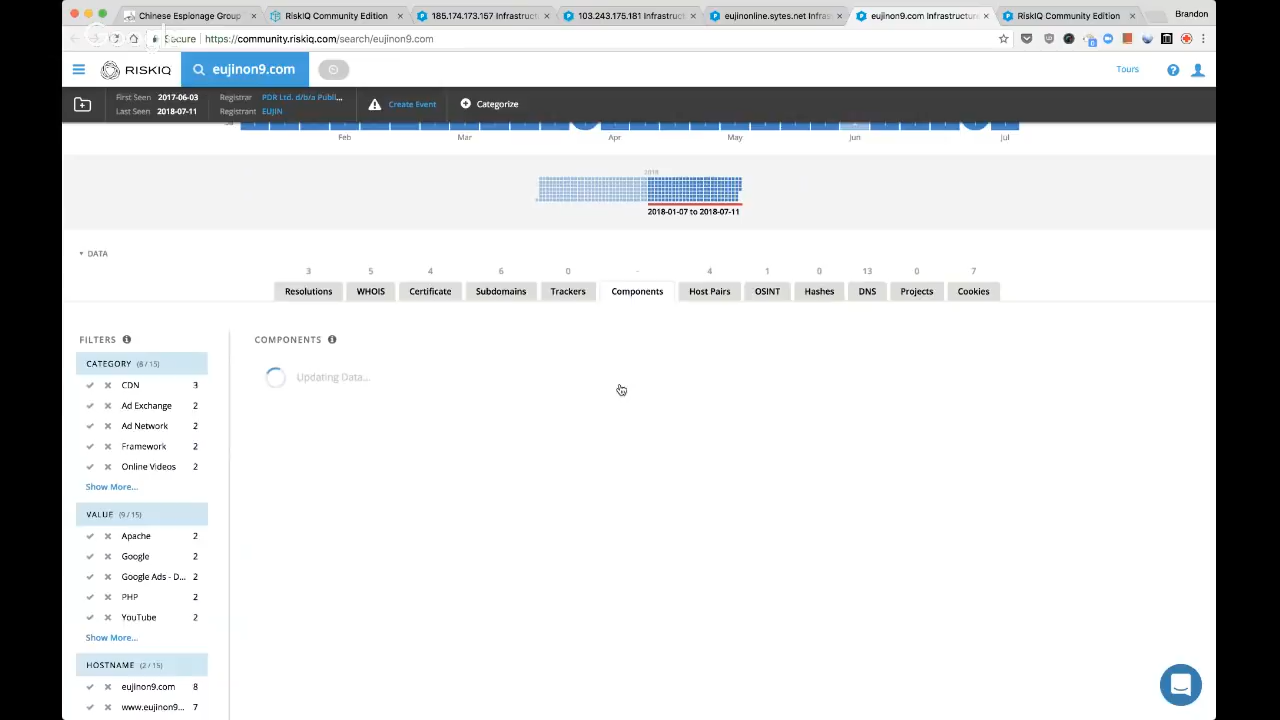 Chinese Espionage Group
RiskIQ Community Edition
185.174.173.157 Infrastruct
103.243.175.181 Infrastruct
eujinonline.sytes.net Infrastru
eujinon9.com Infrastructure
RiskIQ Community Edition
Brandon
Secure
https://community.riskiq.com/search/eujinon9.com
RISKIQ
eujinon9.com
Tours
First Seen 2017-06-03
Registrar PDR Ltd. d/b/a Publi...
Last Seen 2018-07-11
Registrant EUJIN
Create Event
Categorize
Sa
Feb Mar Apr May Jun Jul
2018
2018-01-07 to 2018-07-11
DATA
3 5 4 6 0 - 4 1 0 13 0 7
Resolutions WHOIS Certificate Subdomains Trackers Components Host Pairs OSINT Hashes DNS Projects Cookies
FILTERS
COMPONENTS
CATEGORY (8 / 15)
Updating Data...
CDN 3
Ad Exchange 2
Ad Network 2
Framework 2
Online Videos 2
Show More...
VALUE (9 / 15)
Apache 2
Google 2
Google Ads - D... 2
PHP 2
YouTube 2
Show More...
HOSTNAME (2 / 15)
eujinon9.com 8
www.eujinon9... 7